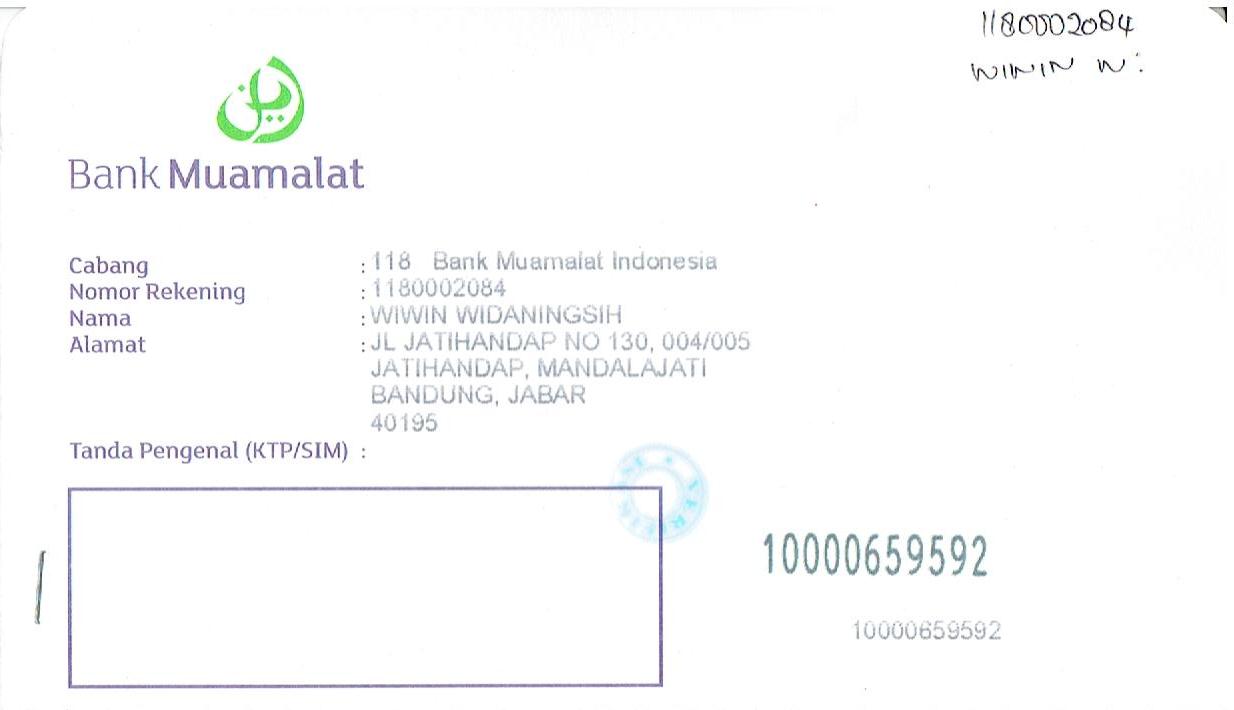 1180002084
WIWIN W.
Bank Muamalat
Cabang : 118 Bank Muamalat Indonesia
Nomor Rekening : 1180002084
Nama : WIWIN WIDANINGSIH
Alamat : JL JATIHANDAP NO 130, 004/005
JATIHANDAP, MANDALAJATI
BANDUNG, JABAR
40195
Tanda Pengenal (KTP/SIM) :
10000659592
10000659592